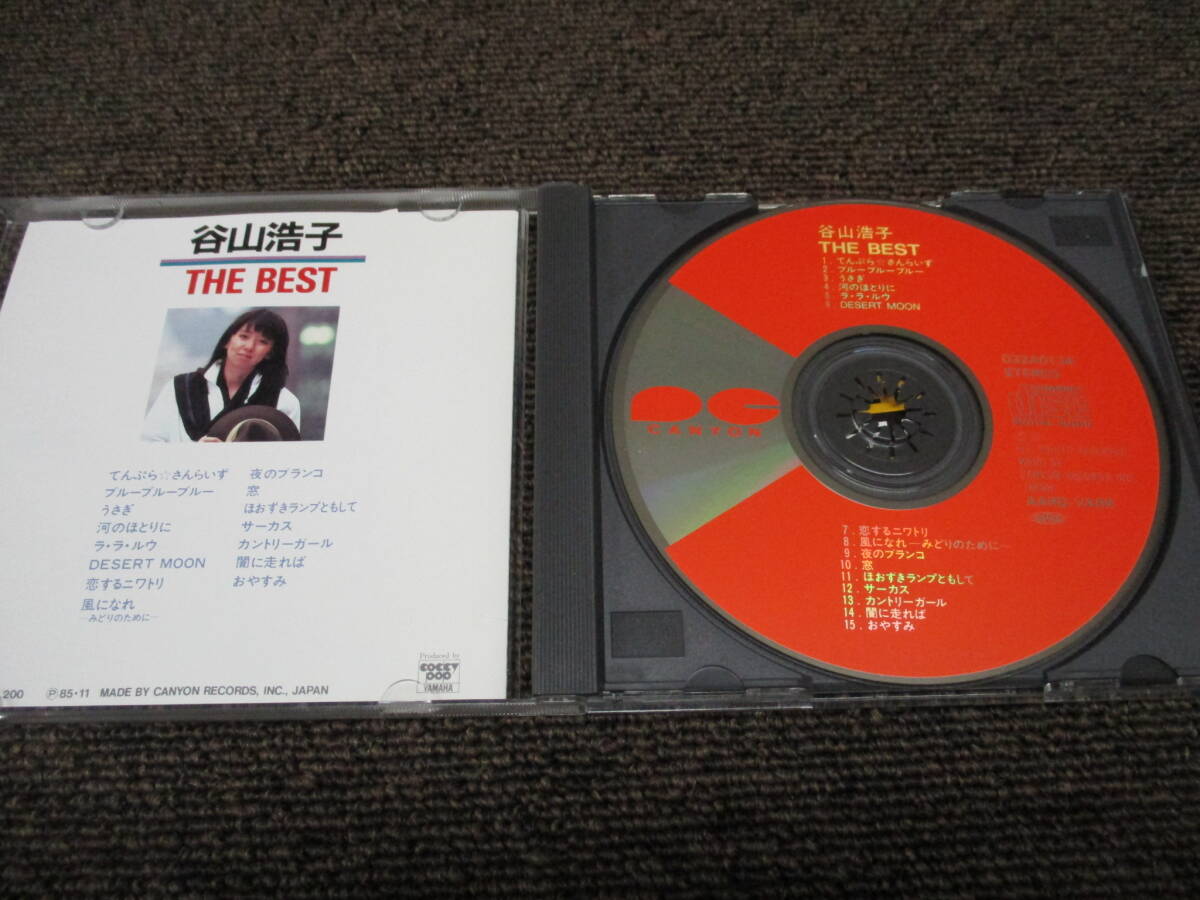 谷山浩子
THE BEST
てんぷら☆さんらいず
ブルーブルーブルー
うさぎ
河のほとりに
ラ・ラ・ルウ
DESERT MOON
恋するニワトリ
風になれ
─みどりのために─
夜のブランコ
窓
ほおずきランプともして
サーカス
カントリーガール
闇に走れば
おやすみ
Produced by
COCKY POP
YAMAHA
,200 Ⓟ85・11 MADE BY CANYON RECORDS, INC., JAPAN
谷山浩子
THE BEST
1. てんぷら☆さんらいず
2. ブルーブルーブルー
3. うさぎ
4. 河のほとりに
5. ラ・ラ・ルウ
6. DESERT MOON
CANYON
STEREO
7. 恋するニワトリ
8. 風になれ─みどりのために─
9. 夜のブランコ
10. 窓
11. ほおずきランプともして
12. サーカス
13. カントリーガール
14. 闇に走れば
15. おやすみ